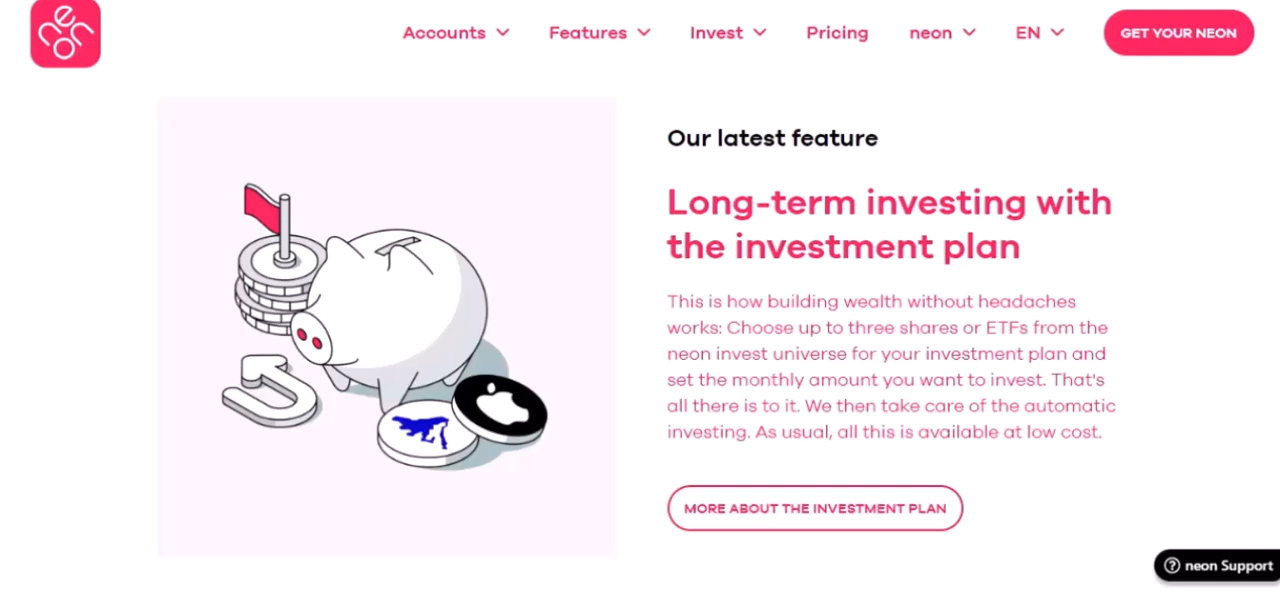 neon
Accounts Features Invest Pricing neon EN GET YOUR NEON
Our latest feature
Long-term investing with
the investment plan
This is how building wealth without headaches
works: Choose up to three shares or ETFs from the
neon invest universe for your investment plan and
set the monthly amount you want to invest. That's
all there is to it. We then take care of the automatic
investing. As usual, all this is available at low cost.
MORE ABOUT THE INVESTMENT PLAN
neon Support